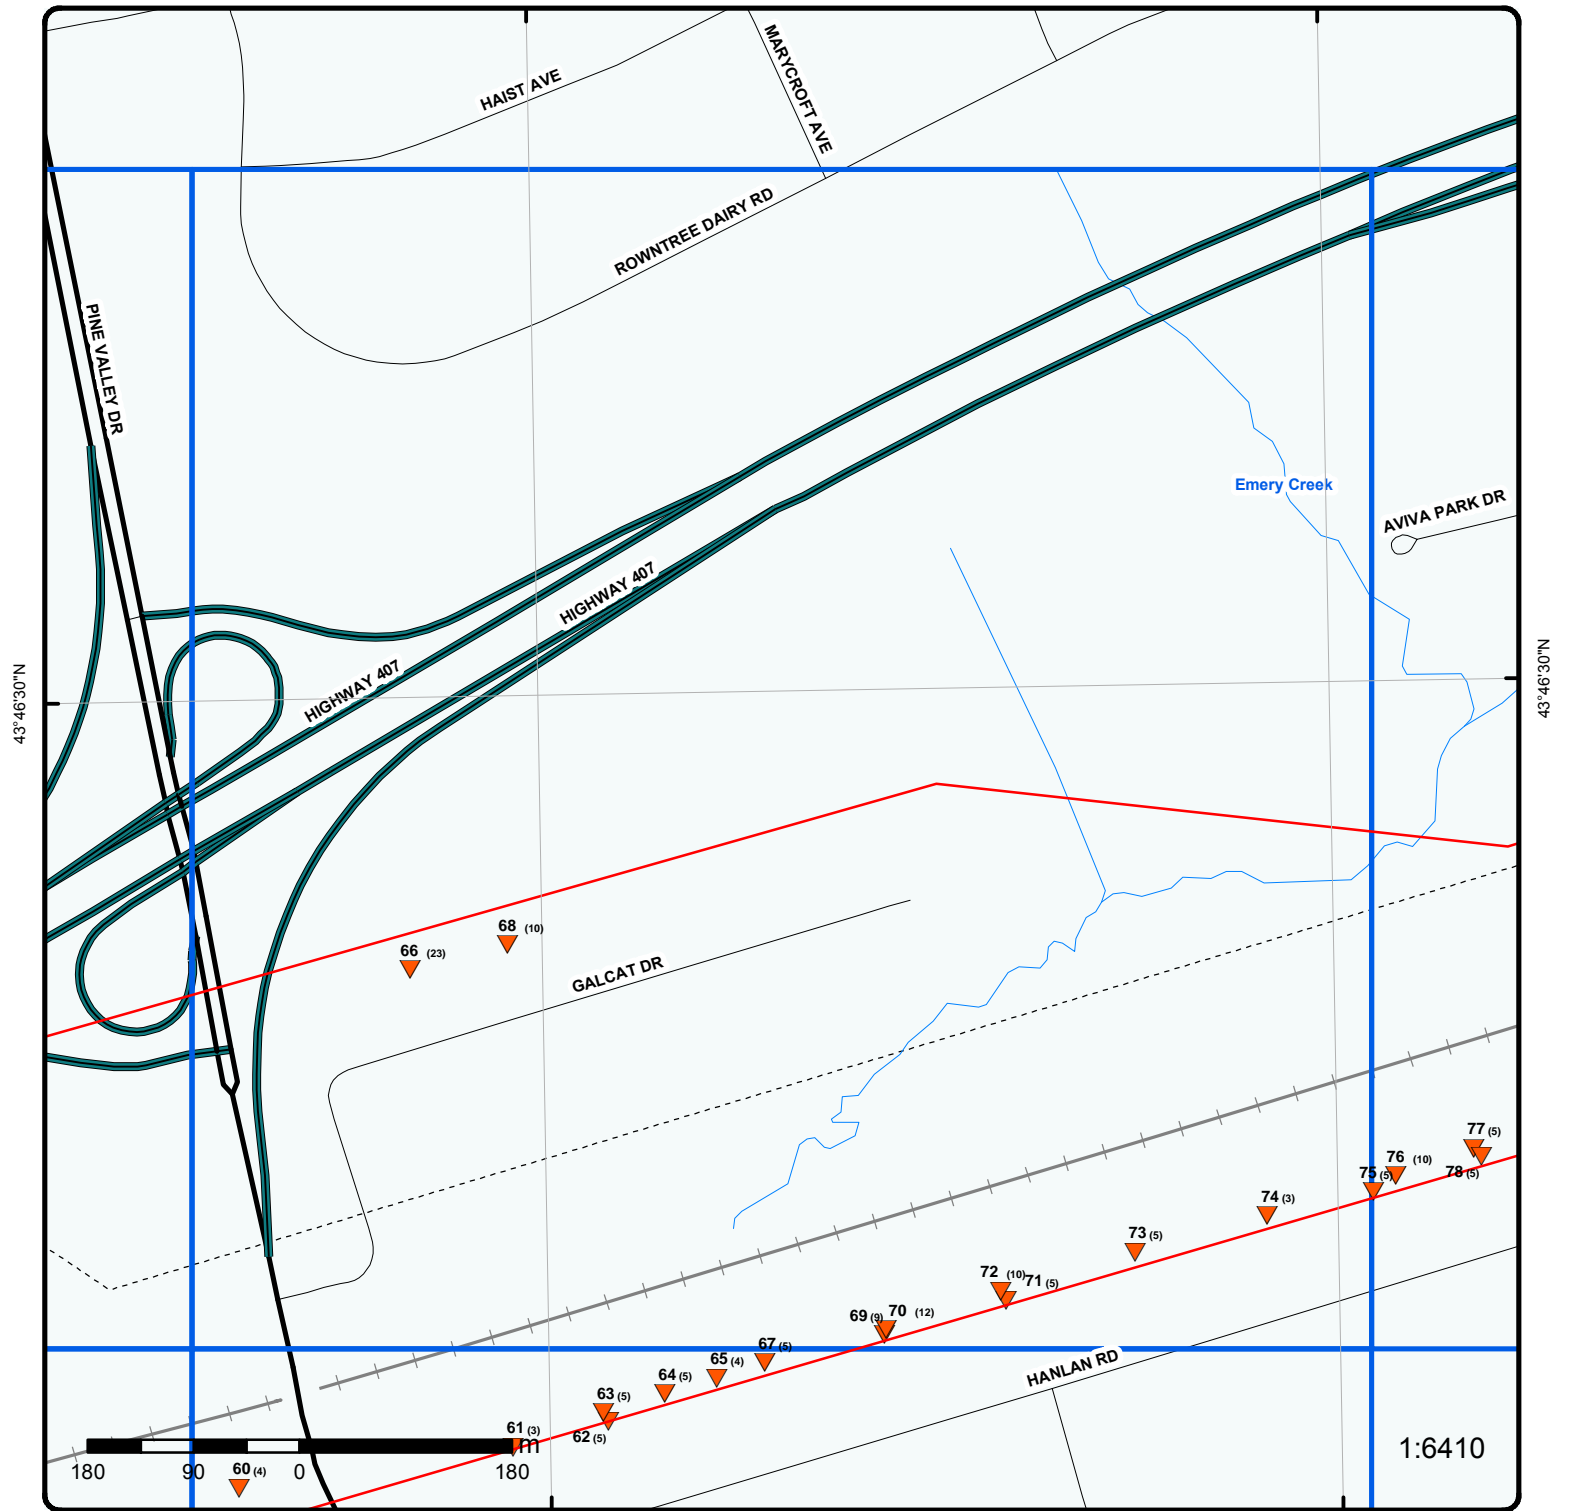 HAIST AVE
MARYCROFT AVE
ROWNTREE DAIRY RD
PINE VALLEY DR
Emery Creek
AVIVA PARK DR
HIGHWAY 407
HIGHWAY 407
43°46'30"N
43°46'30"N
68 (10)
66 (23)
GALCAT DR
77 (5)
76 (10)
75 (5)
78 (5)
74 (3)
73 (5)
72 (10)
71 (5)
70 (12)
69 (9)
67 (5)
65 (4)
64 (5)
63 (5)
62 (5)
61 (3)
60 (4)
HANLAN RD
m
180 90 0 180
1:6410